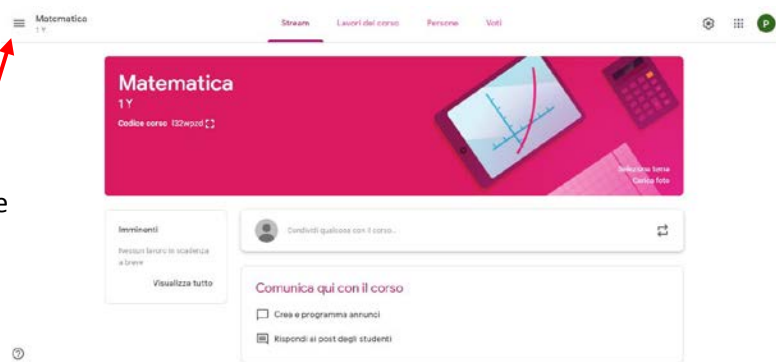 Matematica
1 Y
Stream Lavori del corso Persone Voti
P
Matematica
1 Y
Codice corso
Seleziona tema
Carica foto
e
Imminenti
Nessun lavoro in scadenza
a breve
Visualizza tutto
Condividi qualcosa con il corso…
Comunica qui con il corso
Crea e programma annunci
Rispondi ai post degli studenti